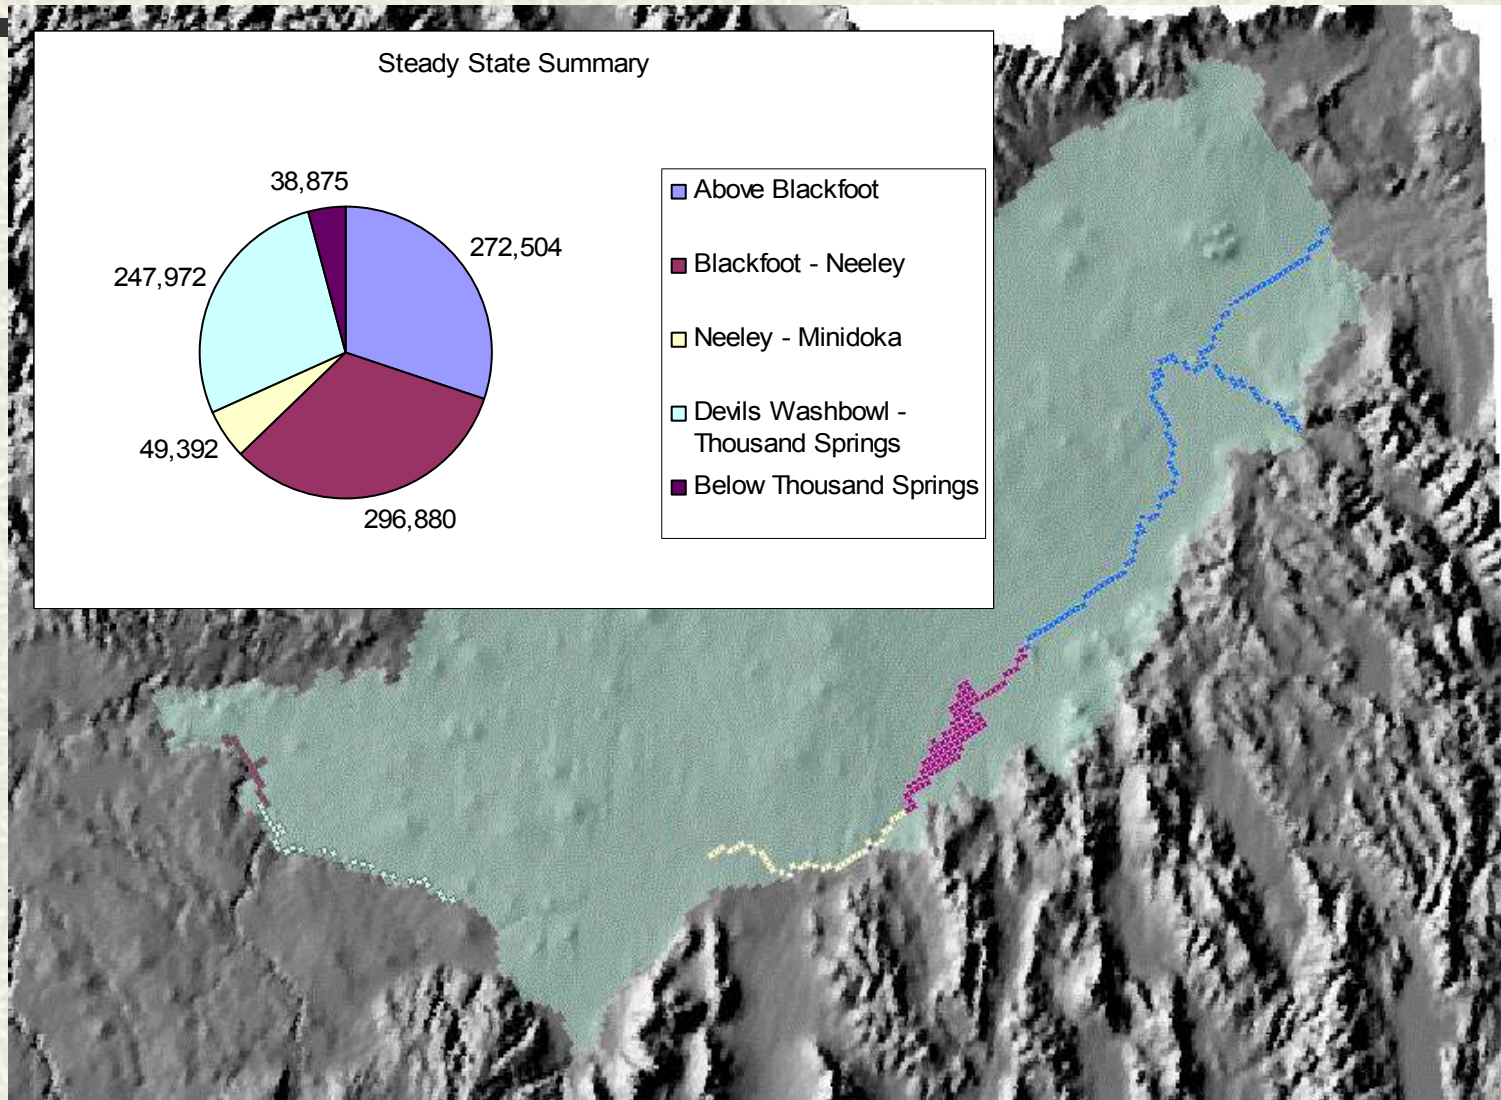 Steady State Summary
38,875
272,504
247,972
49,392
296,880
Above Blackfoot
Blackfoot - Neeley
Neeley - Minidoka
Devils Washbowl -
Thousand Springs
Below Thousand Springs